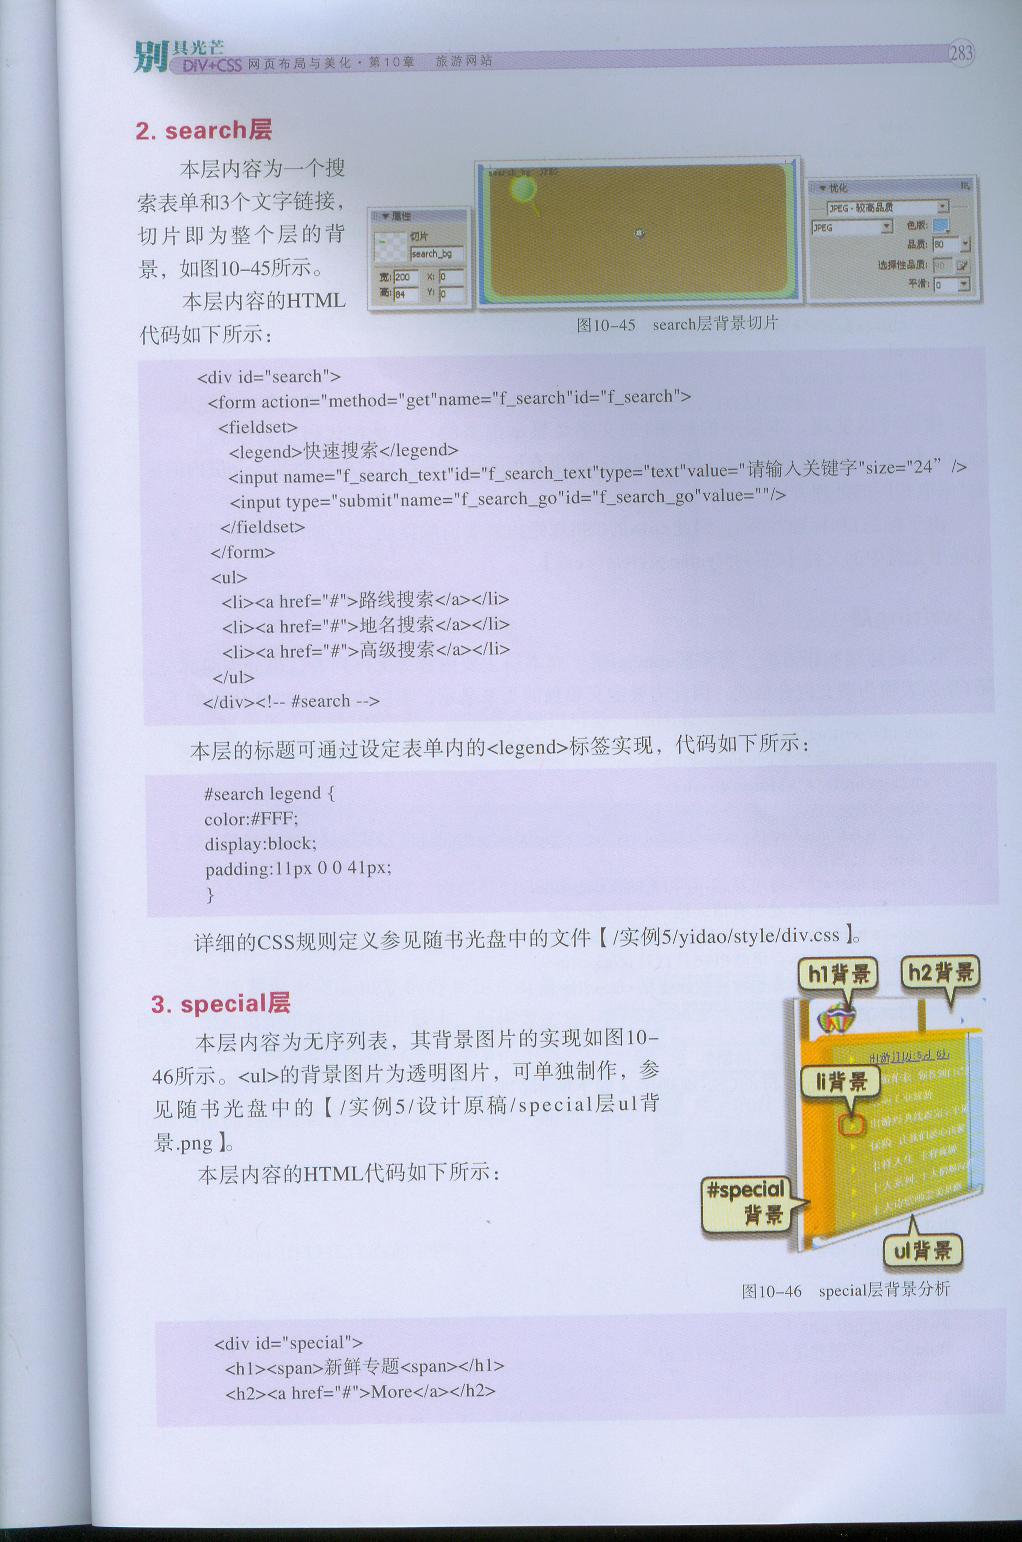 别具光芒
DIV+CSS 网页布局与美化·第10章 旅游网站
283
2. search层
本层内容为一个搜
索表单和3个文字链接，
切片即为整个层的背
景，如图10-45所示。
本层内容的HTML
代码如下所示：
属性
切片
search_bg
宽:200 X:0
高:84 Y:0
优化
JPEG - 较高品质
JPEG 色版:
品质:80
选择性品质:90
平滑:0
图10-45 search层背景切片
<div id="search">
<form action="method="get"name="f_search"id="f_search">
<fieldset>
<legend>快速搜索</legend>
<input name="f_search_text"id="f_search_text"type="text"value="请输入关键字"size="24” />
<input type="submit"name="f_search_go"id="f_search_go"value=""/>
</fieldset>
</form>
<ul>
<li><a href="#">路线搜索</a></li>
<li><a href="#">地名搜索</a></li>
<li><a href="#">高级搜索</a></li>
</ul>
</div><!-- #search -->
本层的标题可通过设定表单内的<legend>标签实现，代码如下所示：
#search legend {
color:#FFF;
display:block;
padding:11px 0 0 41px;
}
详细的CSS规则定义参见随书光盘中的文件【/实例5/yidao/style/div.css】。
3. special层
本层内容为无序列表，其背景图片的实现如图10-
46所示。<ul>的背景图片为透明图片，可单独制作，参
见随书光盘中的【/实例5/设计原稿/special层ul背
景.png】。
本层内容的HTML代码如下所示：
h1背景
h2背景
li背景
#special
背景
ul背景
图10-46 special层背景分析
<div id="special">
<h1><span>新鲜专题<span></h1>
<h2><a href="#">More</a></h2>